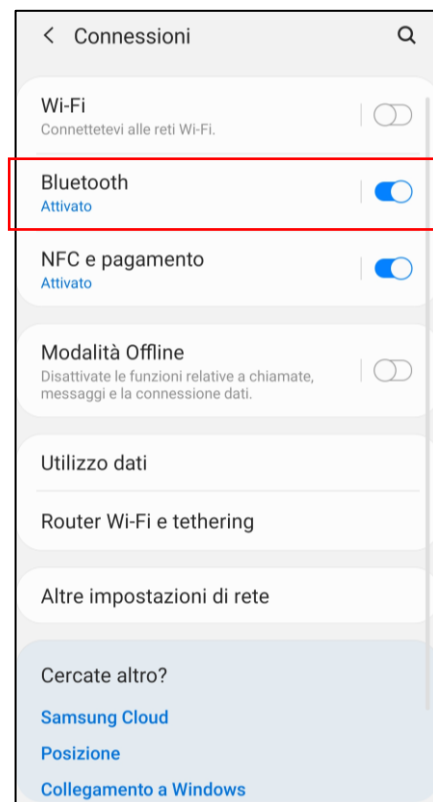 Connessioni
Wi-Fi
Connettetevi alle reti Wi-Fi.
Bluetooth
Attivato
NFC e pagamento
Attivato
Modalità Offline
Disattivate le funzioni relative a chiamate,
messaggi e la connessione dati.
Utilizzo dati
Router Wi-Fi e tethering
Altre impostazioni di rete
Cercate altro?
Samsung Cloud
Posizione
Collegamento a Windows